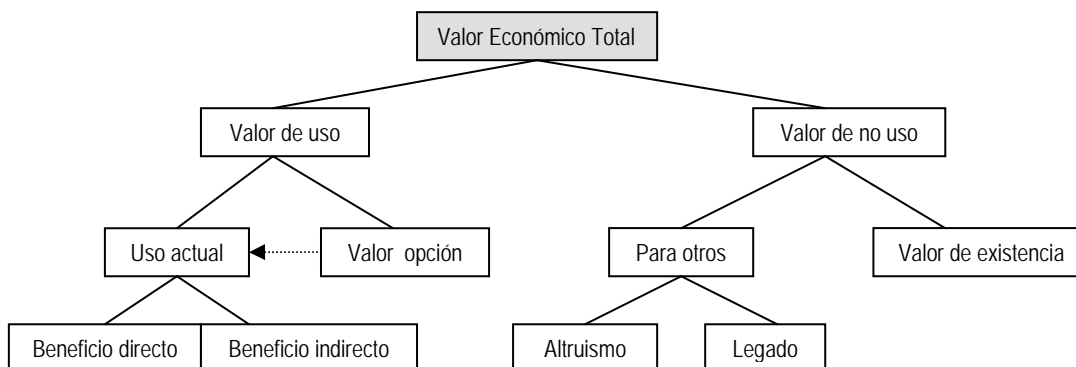 Valor Económico Total
Valor de uso
Valor de no uso
Uso actual
Valor opción
Para otros
Valor de existencia
Beneficio directo
Beneficio indirecto
Altruismo
Legado